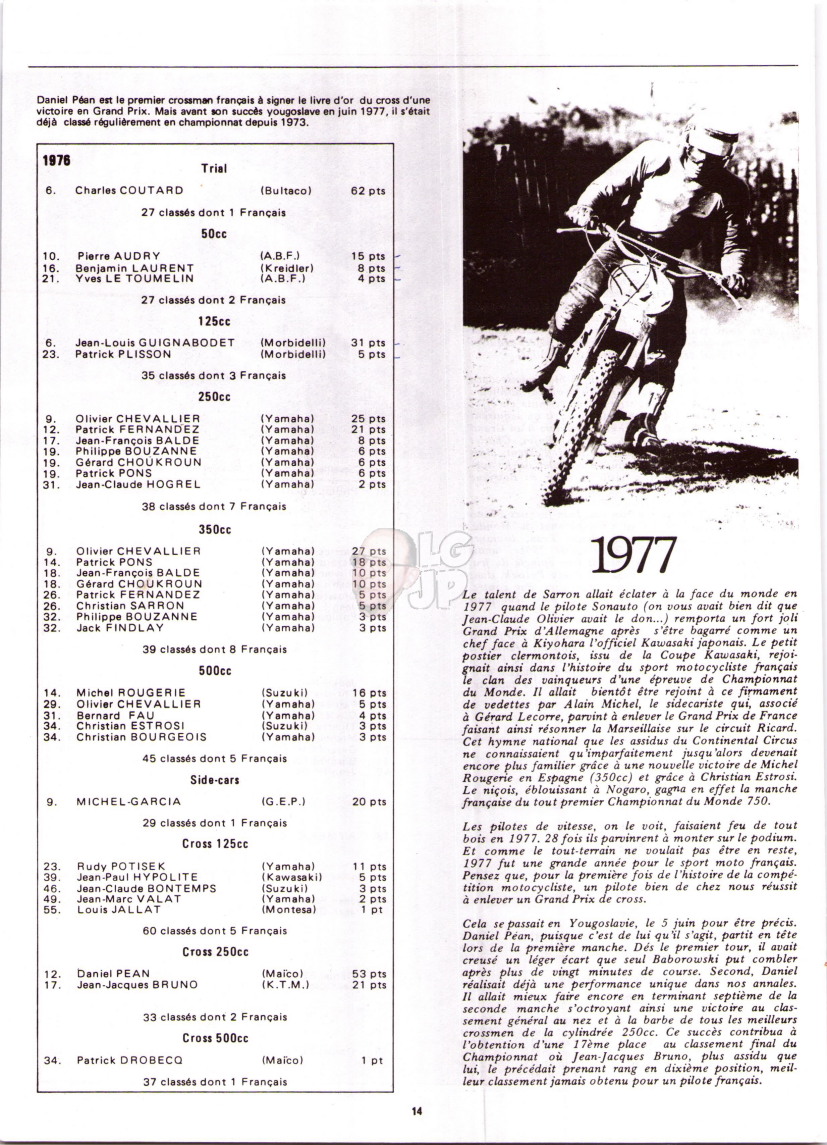 Daniel Péan est le premier crossman français à signer le livre d'or du cross d'une
victoire en Grand Prix. Mais avant son succès yougoslave en juin 1977, il s'était
déjà classé régulièrement en championnat depuis 1973.
1976
Trial
6. Charles COUTARD (Bultaco) 62 pts
27 classés dont 1 Français
50cc
10. Pierre AUDRY (A.B.F.) 15 pts
16. Benjamin LAURENT (Kreidler) 8 pts
21. Yves LE TOUMELIN (A.B.F.) 4 pts
27 classés dont 2 Français
125cc
6. Jean-Louis GUIGNABODET (Morbidelli) 31 pts
23. Patrick PLISSON (Morbidelli) 5 pts
35 classés dont 3 Français
250cc
9. Olivier CHEVALLIER (Yamaha) 25 pts
12. Patrick FERNANDEZ (Yamaha) 21 pts
17. Jean-François BALDE (Yamaha) 8 pts
19. Philippe BOUZANNE (Yamaha) 6 pts
19. Gérard CHOUKROUN (Yamaha) 6 pts
19. Patrick PONS (Yamaha) 6 pts
31. Jean-Claude HOGREL (Yamaha) 2 pts
38 classés dont 7 Français
350cc
9. Olivier CHEVALLIER (Yamaha) 27 pts
14. Patrick PONS (Yamaha) 18 pts
18. Jean-François BALDE (Yamaha) 10 pts
18. Gérard CHOUKROUN (Yamaha) 10 pts
26. Patrick FERNANDEZ (Yamaha) 5 pts
26. Christian SARRON (Yamaha) 5 pts
32. Philippe BOUZANNE (Yamaha) 3 pts
32. Jack FINDLAY (Yamaha) 3 pts
39 classés dont 8 Français
500cc
14. Michel ROUGERIE (Suzuki) 16 pts
29. Olivier CHEVALLIER (Yamaha) 5 pts
31. Bernard FAU (Yamaha) 4 pts
34. Christian ESTROSI (Suzuki) 3 pts
34. Christian BOURGEOIS (Yamaha) 3 pts
45 classés dont 5 Français
Side-cars
9. MICHEL-GARCIA (G.E.P.) 20 pts
29 classés dont 1 Français
Cross 125cc
23. Rudy POTISEK (Yamaha) 11 pts
39. Jean-Paul HYPOLITE (Kawasaki) 5 pts
46. Jean-Claude BONTEMPS (Suzuki) 3 pts
49. Jean-Marc VALAT (Yamaha) 2 pts
55. Louis JALLAT (Montesa) 1 pt
60 classés dont 5 Français
Cross 250cc
12. Daniel PEAN (Maïco) 53 pts
17. Jean-Jacques BRUNO (K.T.M.) 21 pts
33 classés dont 2 Français
Cross 500cc
34. Patrick DROBECQ (Maïco) 1 pt
37 classés dont 1 Français
LG
JP
1977
Le talent de Sarron allait éclater à la face du monde en
1977 quand le pilote Sonauto (on vous avait bien dit que
Jean-Claude Olivier avait le don...) remporta un fort joli
Grand Prix d'Allemagne après s'être bagarré comme un
chef face à Kiyohara l'officiel Kawasaki japonais. Le petit
postier clermontois, issu de la Coupe Kawasaki, rejoi-
gnait ainsi dans l'histoire du sport motocycliste français
le clan des vainqueurs d'une épreuve de Championnat
du Monde. Il allait bientôt être rejoint à ce firmament
de vedettes par Alain Michel, le sidecariste qui, associé
à Gérard Lecorre, parvint à enlever le Grand Prix de France
faisant ainsi résonner la Marseillaise sur le circuit Ricard.
Cet hymne national que les assidus du Continental Circus
ne connaissaient qu'imparfaitement jusqu'alors devenait
encore plus familier grâce à une nouvelle victoire de Michel
Rougerie en Espagne (350cc) et grâce à Christian Estrosi.
Le niçois, éblouissant à Nogaro, gagna en effet la manche
française du tout premier Championnat du Monde 750.
Les pilotes de vitesse, on le voit, faisaient feu de tout
bois en 1977. 28 fois ils parvinrent à monter sur le podium.
Et comme le tout-terrain ne voulait pas être en reste,
1977 fut une grande année pour le sport moto français.
Pensez que, pour la première fois de l'histoire de la compé-
tition motocycliste, un pilote bien de chez nous réussit
à enlever un Grand Prix de cross.
Cela se passait en Yougoslavie, le 5 juin pour être précis.
Daniel Péan, puisque c'est de lui qu'il s'agit, partit en tête
lors de la première manche. Dés le premier tour, il avait
creusé un léger écart que seul Baborowski put combler
après plus de vingt minutes de course. Second, Daniel
réalisait déjà une performance unique dans nos annales.
Il allait mieux faire encore en terminant septième de la
seconde manche s'octroyant ainsi une victoire au clas-
sement général au nez et à la barbe de tous les meilleurs
crossmen de la cylindrée 250cc. Ce succès contribua à
l'obtention d'une 17ème place au classement final du
Championnat où Jean-Jacques Bruno, plus assidu que
lui, le précédait prenant rang en dixième position, meil-
leur classement jamais obtenu pour un pilote français.
14